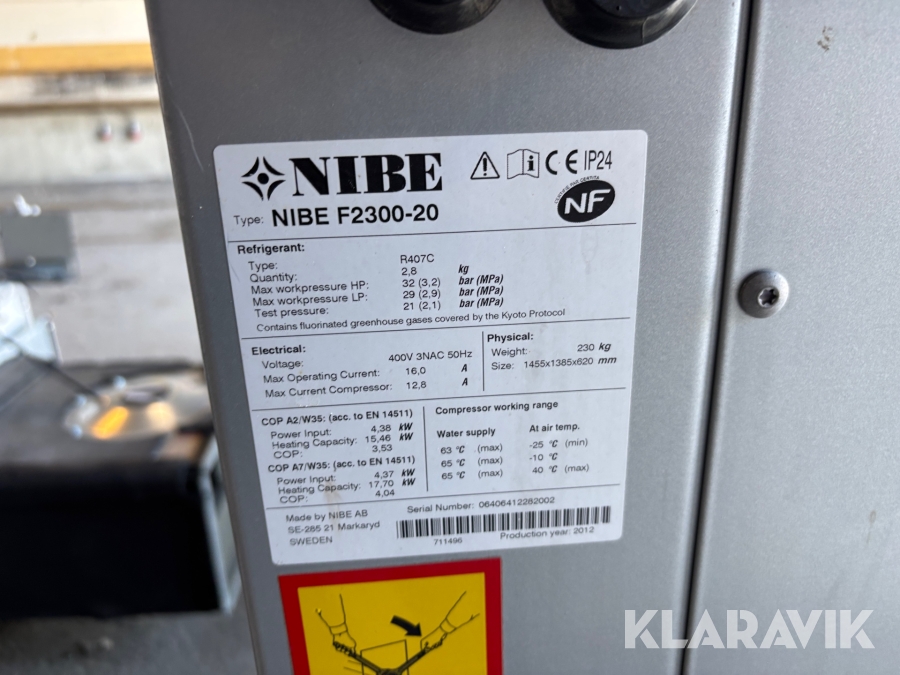 NIBE
IP24
NF
Type: NIBE F2300-20
Refrigerant:
Type: R407C
Quantity: 2,8 kg
Max workpressure HP: 32 (3,2) bar (MPa)
Max workpressure LP: 29 (2,9) bar (MPa)
Test pressure: 21 (2,1) bar (MPa)
Contains fluorinated greenhouse gases covered by the Kyoto Protocol
Electrical:
Voltage: 400V 3NAC 50Hz
Max Operating Current: 16,0 A
Max Current Compressor: 12,8 A
Physical:
Weight: 230 kg
Size: 1455x1385x620 mm
COP A2/W35: (acc. to EN 14511)
Power Input: 4,38 kW
Heating Capacity: 15,46 kW
COP: 3,53
COP A7/W35: (acc. to EN 14511)
Power Input: 4,37 kW
Heating Capacity: 17,70 kW
COP: 4,04
Compressor working range
Water supply At air temp.
63 °C (max) -25 °C (min)
65 °C (max) -10 °C
65 °C (max) 40 °C (max)
Made by NIBE AB
SE-285 21 Markaryd
SWEDEN
Serial Number: 06406412282002
711496 Production year: 2012
KLARAVIK